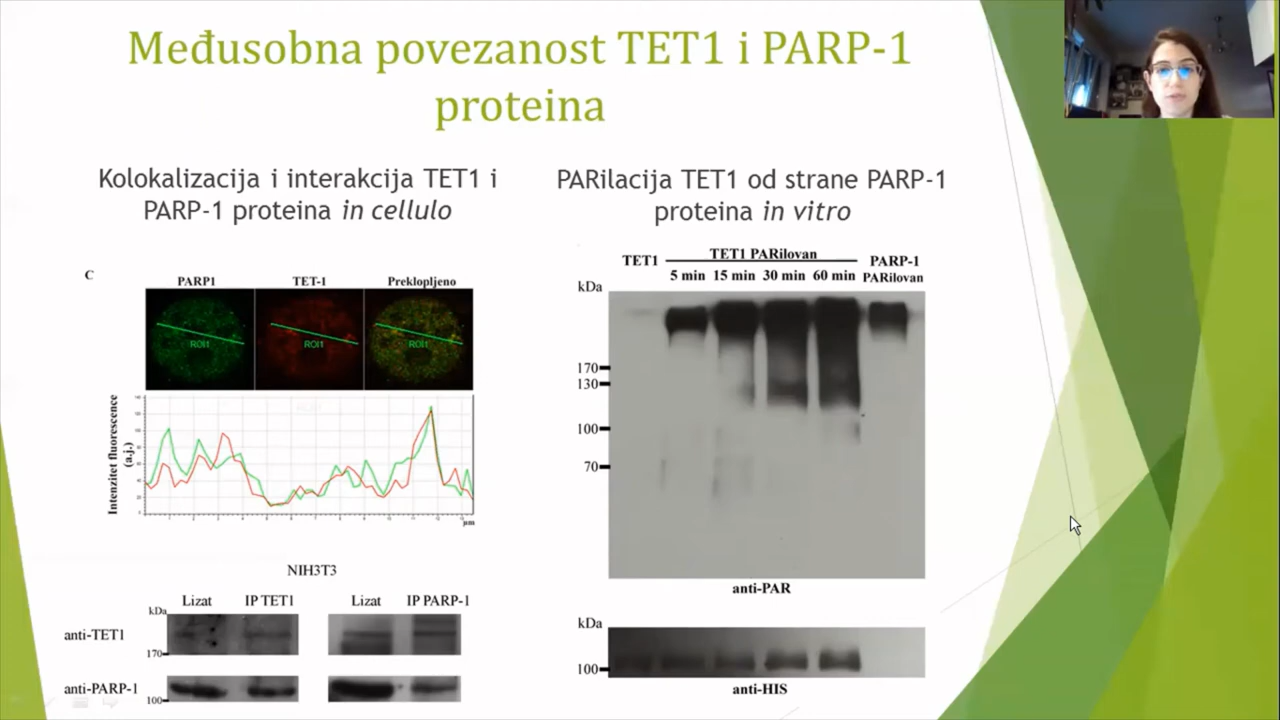 Međusobna povezanost TET1 i PARP-1
proteina
Kolokalizacija i interakcija TET1 i
PARP-1 proteina in cellulo
C
PARP1 TET-1 Preklopljeno
ROI1 ROI1 ROI1
Intenzitet fluorescence
(a.j.)
µm
NIH3T3
Lizat IP TET1 Lizat IP PARP-1
kDa
anti-TET1
170
anti-PARP-1
100
PARilacija TET1 od strane PARP-1
proteina in vitro
TET1 TET1 PARilovan PARP-1
5 min 15 min 30 min 60 min PARilovan
kDa
170
130
100
70
anti-PAR
kDa
100
anti-HIS